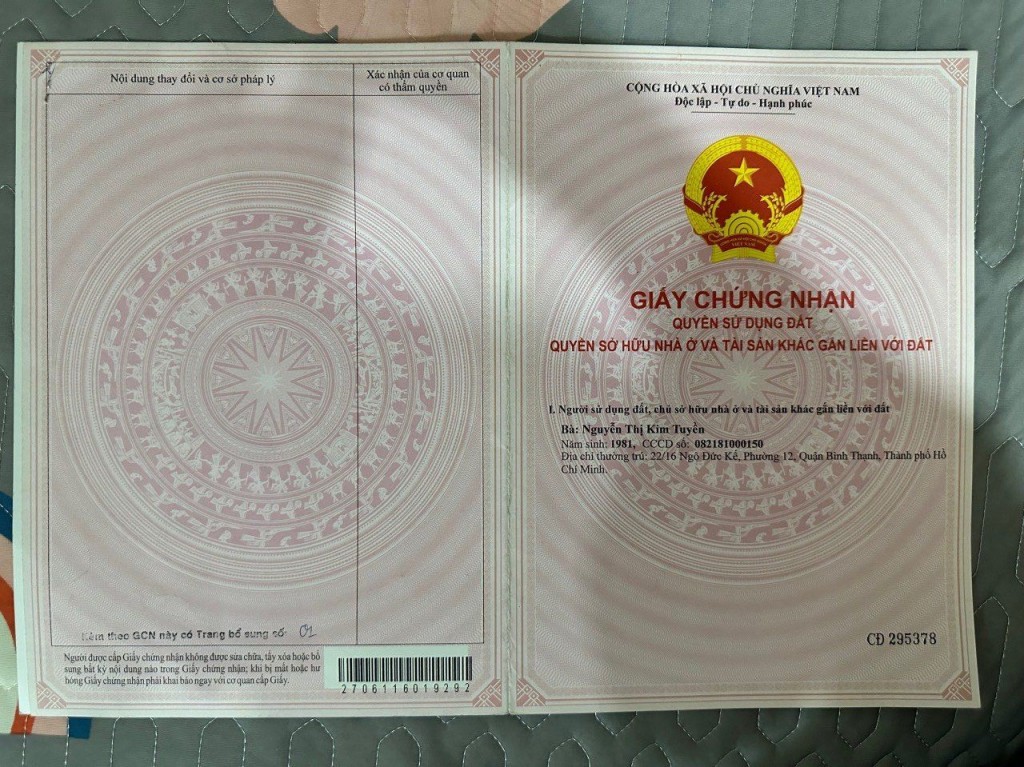 Nội dung thay đổi và cơ sở pháp lý
Xác nhận của cơ quan
có thẩm quyền
Kèm theo GCN này có Trang bổ sung số: 01
Người được cấp Giấy chứng nhận không được sửa chữa, tẩy xóa hoặc bổ sung bất kỳ nội dung nào trong Giấy chứng nhận; khi bị mất hoặc hư hỏng Giấy chứng nhận phải khai báo ngay với cơ quan cấp Giấy.
2706116019292
CỘNG HÒA XÃ HỘI CHỦ NGHĨA VIỆT NAM
Độc lập - Tự do - Hạnh phúc
VIỆT NAM
GIẤY CHỨNG NHẬN
QUYỀN SỬ DỤNG ĐẤT
QUYỀN SỞ HỮU NHÀ Ở VÀ TÀI SẢN KHÁC GẮN LIỀN VỚI ĐẤT
I. Người sử dụng đất, chủ sở hữu nhà ở và tài sản khác gắn liền với đất
Bà: Nguyễn Thị Kim Tuyền
Năm sinh: 1981, CCCD số: 082181000150
Địa chỉ thường trú: 22/16 Ngô Đức Kế, Phường 12, Quận Bình Thạnh, Thành phố Hồ
Chí Minh.
CĐ 295378